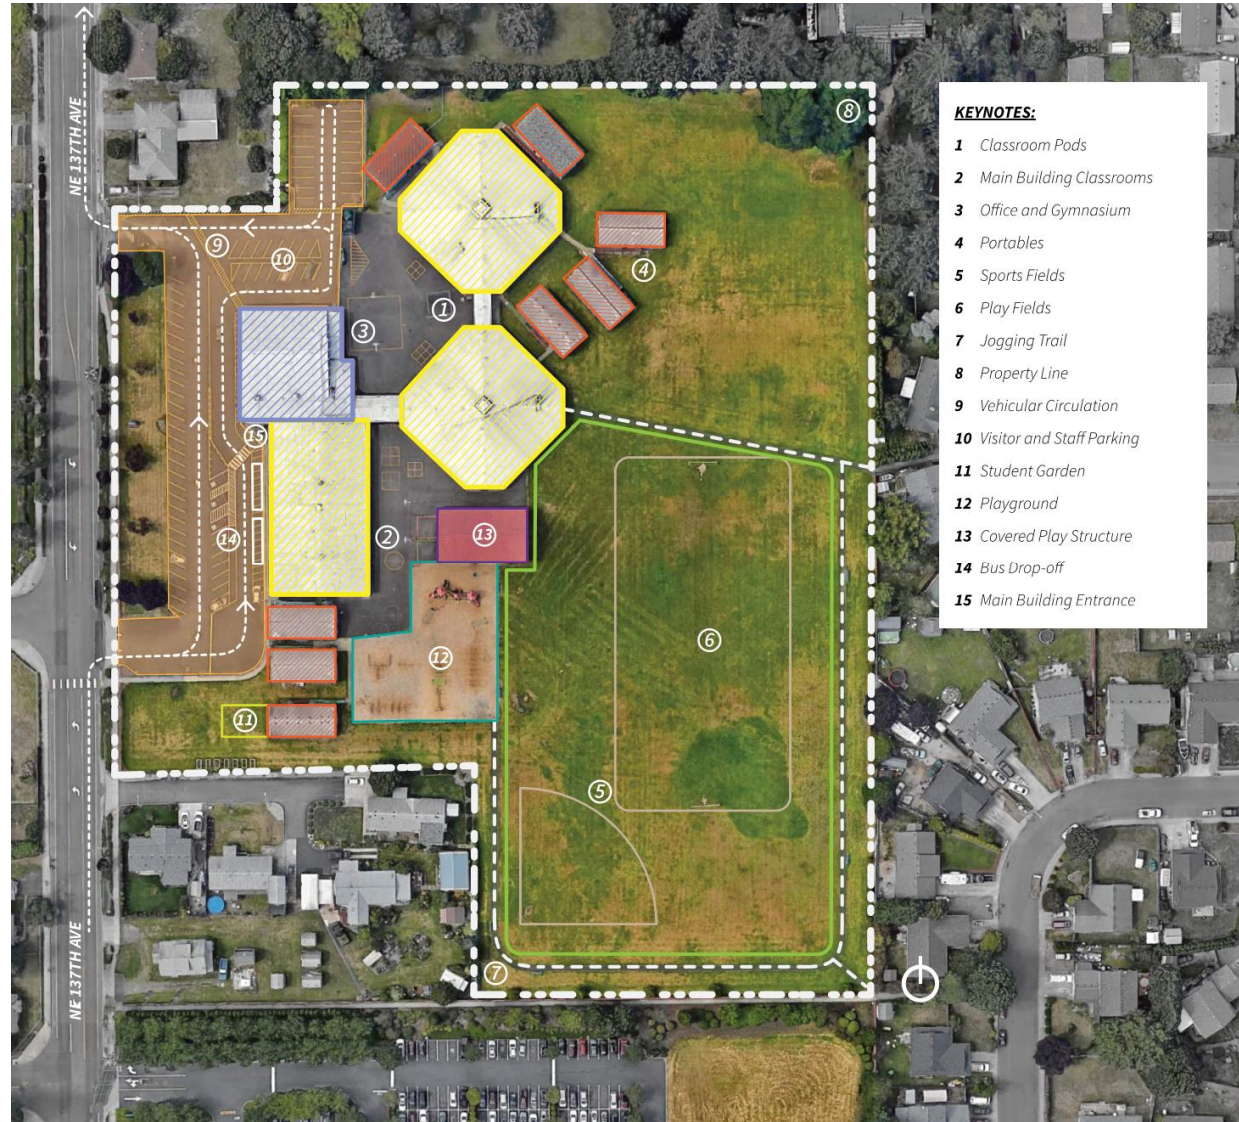 NE 137TH AVE
8
KEYNOTES:
1 Classroom Pods
2 Main Building Classrooms
3 Office and Gymnasium
4 Portables
5 Sports Fields
6 Play Fields
7 Jogging Trail
8 Property Line
9 Vehicular Circulation
10 Visitor and Staff Parking
11 Student Garden
12 Playground
13 Covered Play Structure
14 Bus Drop-off
15 Main Building Entrance
9
10
4
1
3
15
14
2
13
6
12
11
5
7
NE 137TH AVE